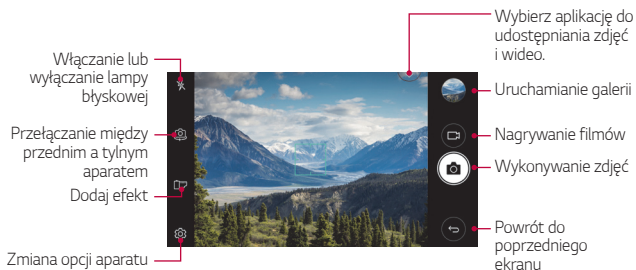 Włączanie lub
wyłączanie lampy
błyskowej
Przełączanie między
przednim a tylnym
aparatem
Dodaj efekt
Zmiana opcji aparatu
Wybierz aplikację do
udostępniania zdjęć
i wideo.
Uruchamianie galerii
Nagrywanie filmów
Wykonywanie zdjęć
Powrót do
poprzedniego
ekranu